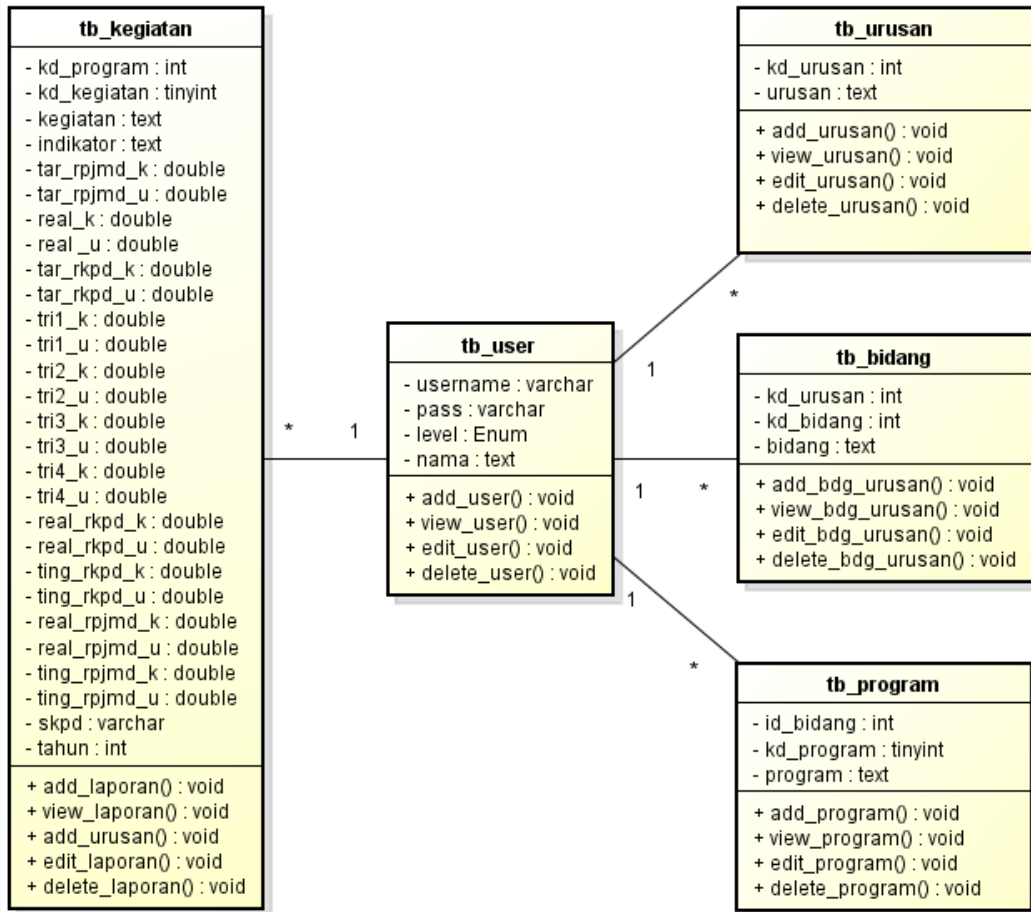 tb_kegiatan
- kd_program : int
- kd_kegiatan : tinyint
- kegiatan : text
- indikator : text
- tar_rpjmd_k : double
- tar_rpjmd_u : double
- real_k : double
- real _u : double
- tar_rkpd_k : double
- tar_rkpd_u : double
- tri1_k : double
- tri1_u : double
- tri2_k : double
- tri2_u : double
- tri3_k : double
- tri3_u : double
- tri4_k : double
- tri4_u : double
- real_rkpd_k : double
- real_rkpd_u : double
- ting_rkpd_k : double
- ting_rkpd_u : double
- real_rpjmd_k : double
- real_rpjmd_u : double
- ting_rpjmd_k : double
- ting_rpjmd_u : double
- skpd : varchar
- tahun : int
+ add_laporan() : void
+ view_laporan() : void
+ add_urusan() : void
+ edit_laporan() : void
+ delete_laporan() : void
* 1
tb_user
- username : varchar
- pass : varchar
- level : Enum
- nama : text
+ add_user() : void
+ view_user() : void
+ edit_user() : void
+ delete_user() : void
tb_urusan
- kd_urusan : int
- urusan : text
+ add_urusan() : void
+ view_urusan() : void
+ edit_urusan() : void
+ delete_urusan() : void
*
1
tb_bidang
- kd_urusan : int
- kd_bidang : int
- bidang : text
+ add_bdg_urusan() : void
+ view_bdg_urusan() : void
+ edit_bdg_urusan() : void
+ delete_bdg_urusan() : void
1 *
1
*
tb_program
- id_bidang : int
- kd_program : tinyint
- program : text
+ add_program() : void
+ view_program() : void
+ edit_program() : void
+ delete_program() : void